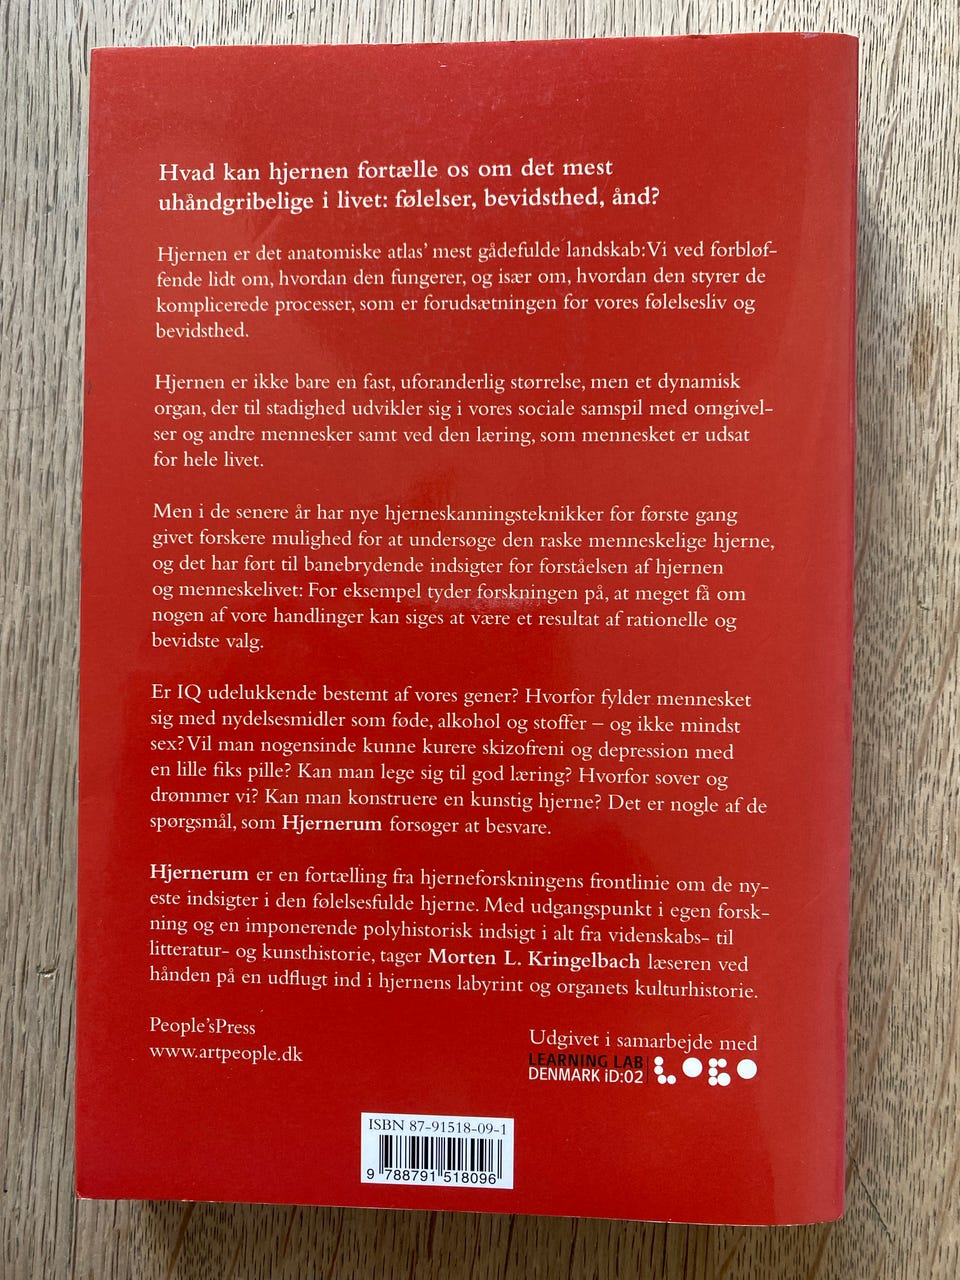 Hvad kan hjernen fortælle os om det mest
uhåndgribelige i livet: følelser, bevidsthed, ånd?
Hjernen er det anatomiske atlas’ mest gådefulde landskab: Vi ved forbløf-
fende lidt om, hvordan den fungerer, og især om, hvordan den styrer de
komplicerede processer, som er forudsætningen for vores følelsesliv og
bevidsthed.
Hjernen er ikke bare en fast, uforanderlig størrelse, men et dynamisk
organ, der til stadighed udvikler sig i vores sociale samspil med omgivel-
ser og andre mennesker samt ved den læring, som mennesket er udsat
for hele livet.
Men i de senere år har nye hjerneskanningsteknikker for første gang
givet forskere mulighed for at undersøge den raske menneskelige hjerne,
og det har ført til banebrydende indsigter for forståelsen af hjernen
og menneskelivet: For eksempel tyder forskningen på, at meget få om
nogen af vore handlinger kan siges at være et resultat af rationelle og
bevidste valg.
Er IQ udelukkende bestemt af vores gener? Hvorfor fylder mennesket
sig med nydelsesmidler som føde, alkohol og stoffer – og ikke mindst
sex? Vil man nogensinde kunne kurere skizofreni og depression med
en lille fiks pille? Kan man lege sig til god læring? Hvorfor sover og
drømmer vi? Kan man konstruere en kunstig hjerne? Det er nogle af de
spørgsmål, som Hjernerum forsøger at besvare.
Hjernerum er en fortælling fra hjerneforskningens frontlinie om de ny-
este indsigter i den følelsesfulde hjerne. Med udgangspunkt i egen forsk-
ning og en imponerende polyhistorisk indsigt i alt fra videnskabs- til
litteratur- og kunsthistorie, tager Morten L. Kringelbach læseren ved
hånden på en udflugt ind i hjernens labyrint og organets kulturhistorie.
People’sPress
www.artpeople.dk
Udgivet i samarbejde med
LEARNING LAB
DENMARK iD:02
ISBN 87-91518-09-1
9 788791 518096